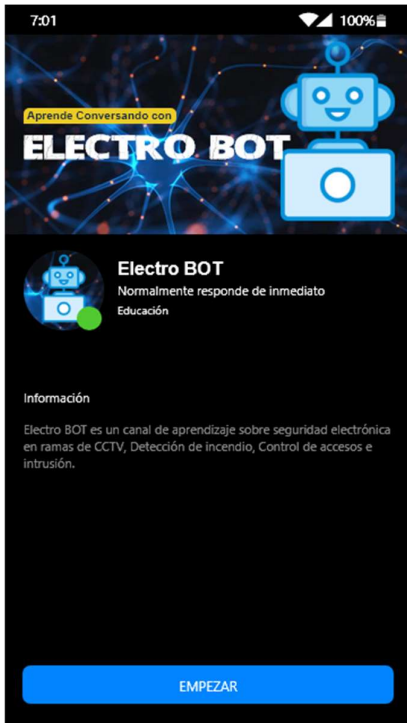 7:01
100%
Aprende Conversando con
ELECTRO BOT
Electro BOT
Normalmente responde de inmediato
Educación
Información
Electro BOT es un canal de aprendizaje sobre seguridad electrónica
en ramas de CCTV, Detección de incendio, Control de accesos e
intrusión.
EMPEZAR